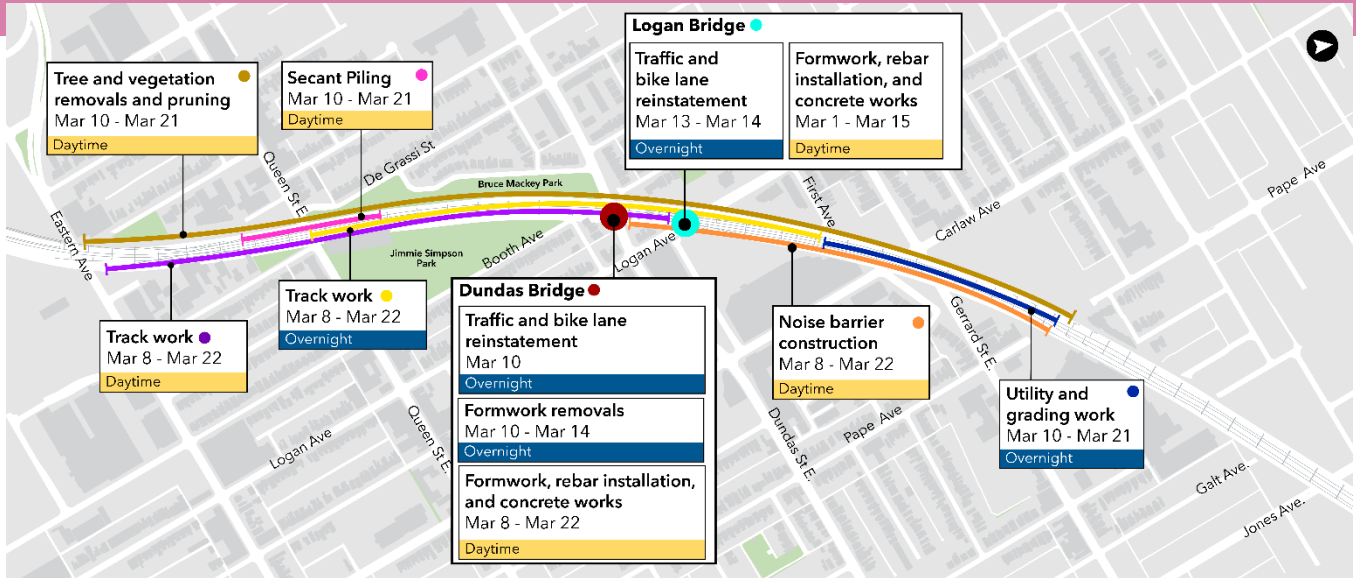 Logan Bridge
Traffic and
bike lane
reinstatement
Mar 13 - Mar 14
Overnight
Formwork, rebar
installation, and
concrete works
Mar 1 - Mar 15
Daytime
Tree and vegetation
removals and pruning
Mar 10 - Mar 21
Daytime
Secant Piling
Mar 10 - Mar 21
Daytime
Queen St E.
De Grassi St
Bruce Mackey Park
First Ave
Carlaw Ave
Pape Ave
Eastern Ave
Jimmie Simpson
Park
Booth Ave
Logan Ave
Track work
Mar 8 - Mar 22
Daytime
Track work
Mar 8 - Mar 22
Overnight
Dundas Bridge
Traffic and bike lane
reinstatement
Mar 10
Overnight
Formwork removals
Mar 10 - Mar 14
Overnight
Formwork, rebar installation,
and concrete works
Mar 8 - Mar 22
Daytime
Noise barrier
construction
Mar 8 - Mar 22
Daytime
Gerrard St E.
Utility and
grading work
Mar 10 - Mar 21
Overnight
Logan Ave
Queen St E.
Dundas St E.
Pape Ave
Galt Ave.
Jones Ave.